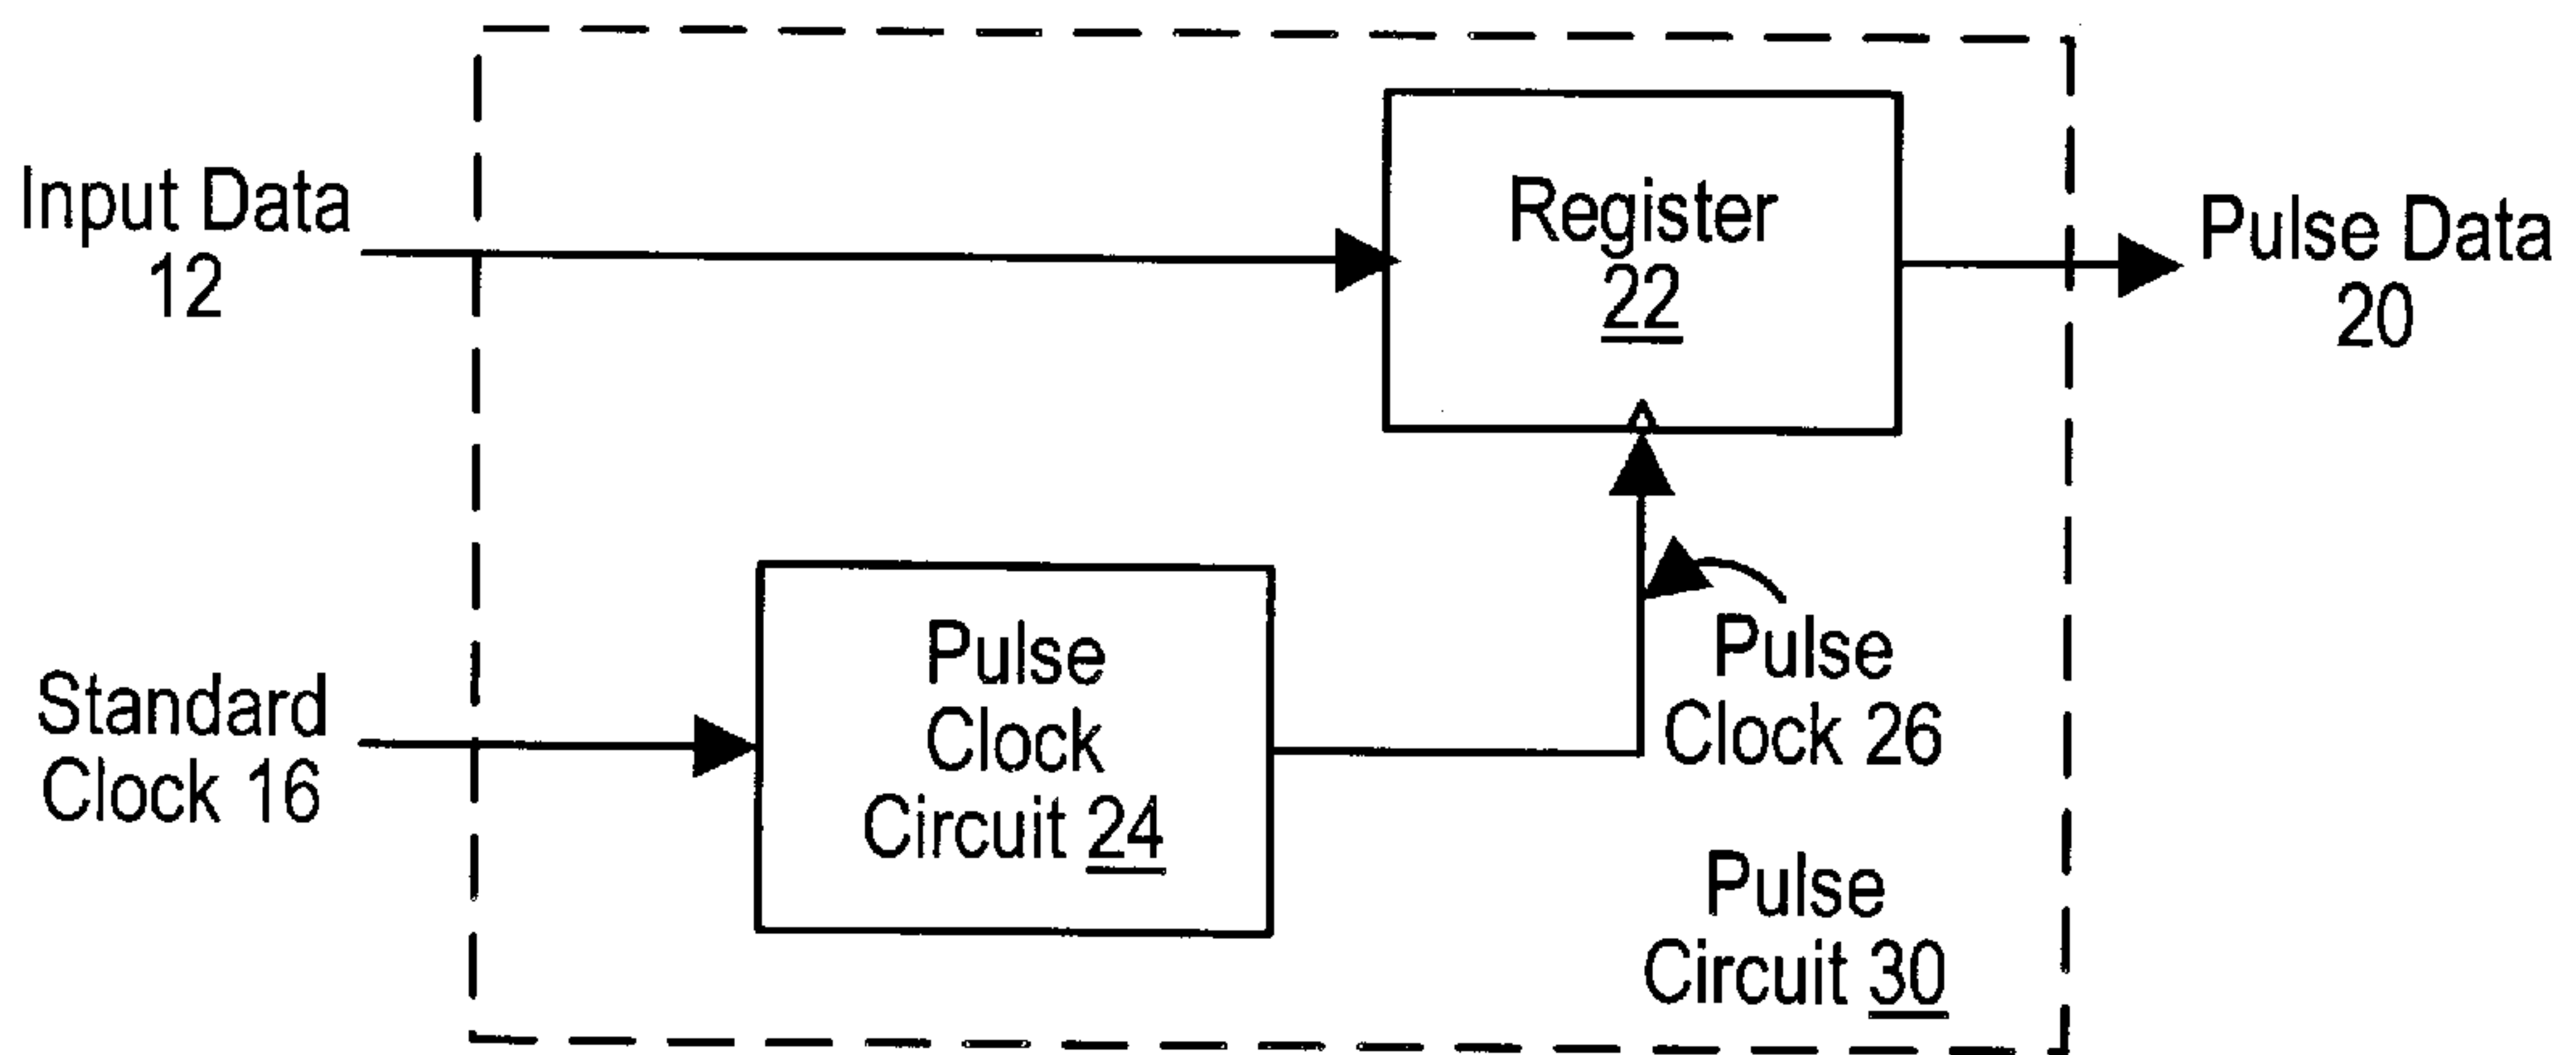 Input Data
12
Register
22
Pulse Data
20
Standard
Clock 16
Pulse
Clock
Circuit 24
Pulse
Clock 26
Pulse
Circuit 30